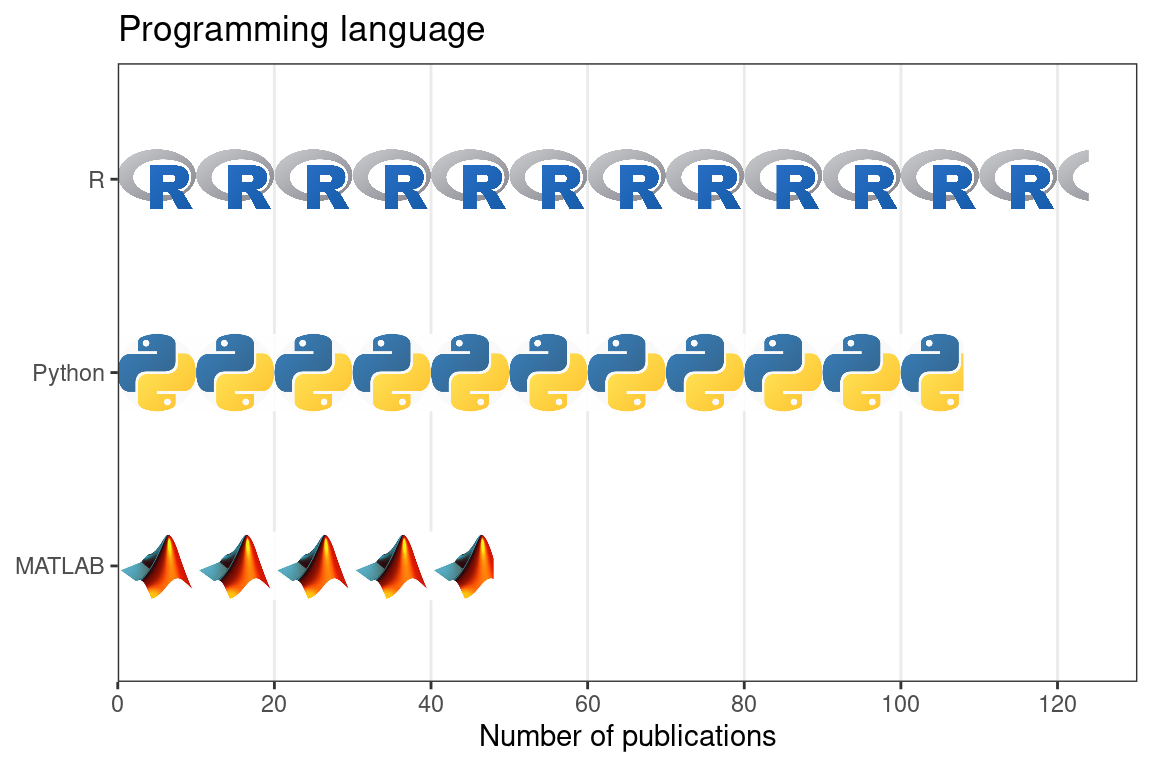 Programming language
R
R R R R R R R R R R R R
Python
MATLAB
0 20 40 60 80 100 120
Number of publications